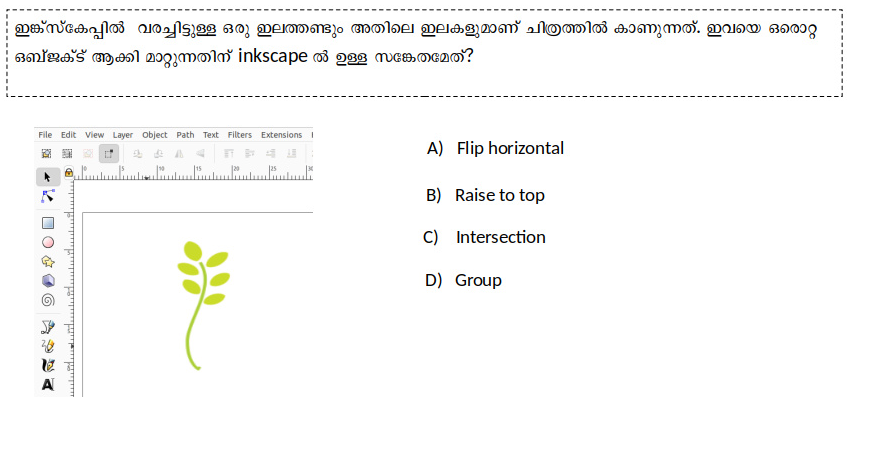 ഇങ്ക്സ്കേപ്പിൽ വരച്ചിട്ടുള്ള ഒരു ഇലത്തണ്ടും അതിലെ ഇലകളുമാണ് ചിത്രത്തിൽ കാണുന്നത്. ഇവയെ ഒരൊറ്റ
ഒബ്ജക്ട് ആക്കി മാറ്റുന്നതിന് inkscape ൽ ഉള്ള സങ്കേതമേത്?
File Edit View Layer Object Path Text Filters Extensions
A) Flip horizontal
B) Raise to top
C) Intersection
D) Group